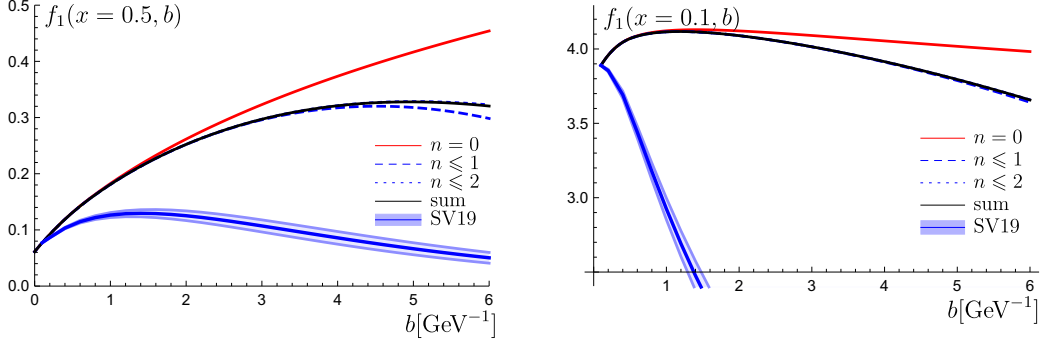 f₁(x = 0.5, b)
0.5
0.4
0.3
0.2
0.1
0.0
0 1 2 3 4 5 6
b[GeV⁻¹]
n = 0
n ⩽ 1
n ⩽ 2
sum
SV19
f₁(x = 0.1, b)
4.0
3.5
3.0
1 2 3 4 5 6
b[GeV⁻¹]
n = 0
n ⩽ 1
n ⩽ 2
sum
SV19